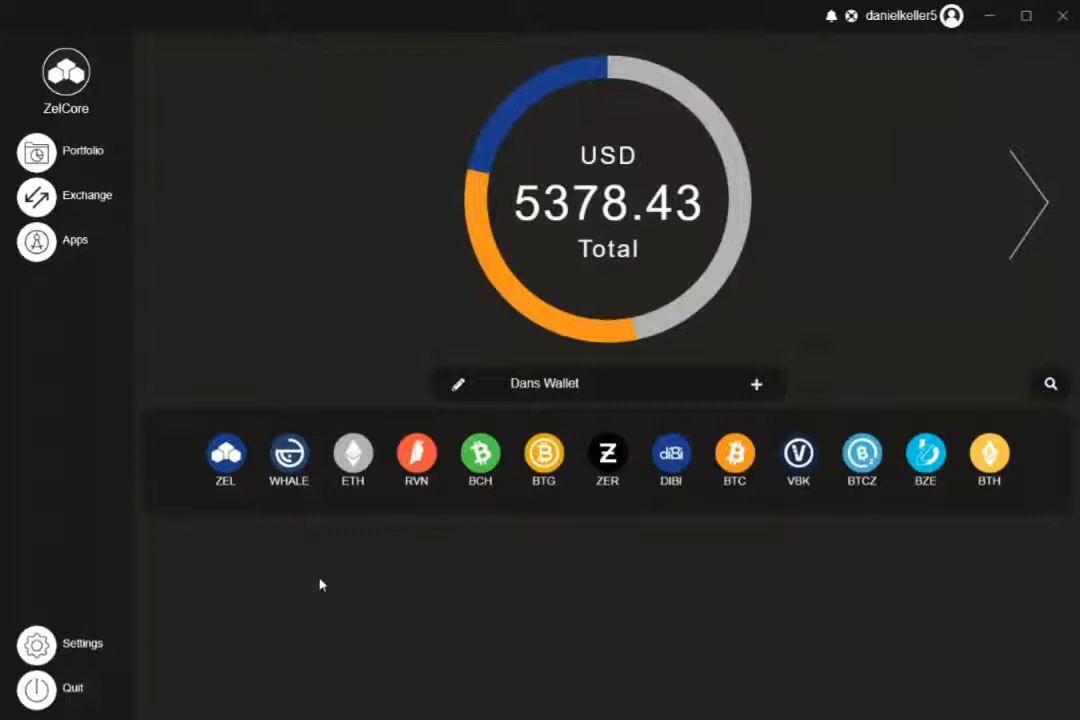 danielkeller5
ZelCore
Portfolio
Exchange
Apps
USD
5378.43
Total
Dans Wallet
ZEL WHALE ETH RVN BCH BTG ZER DIBI BTC VBK BTCZ BZE BTH
Settings
Quit